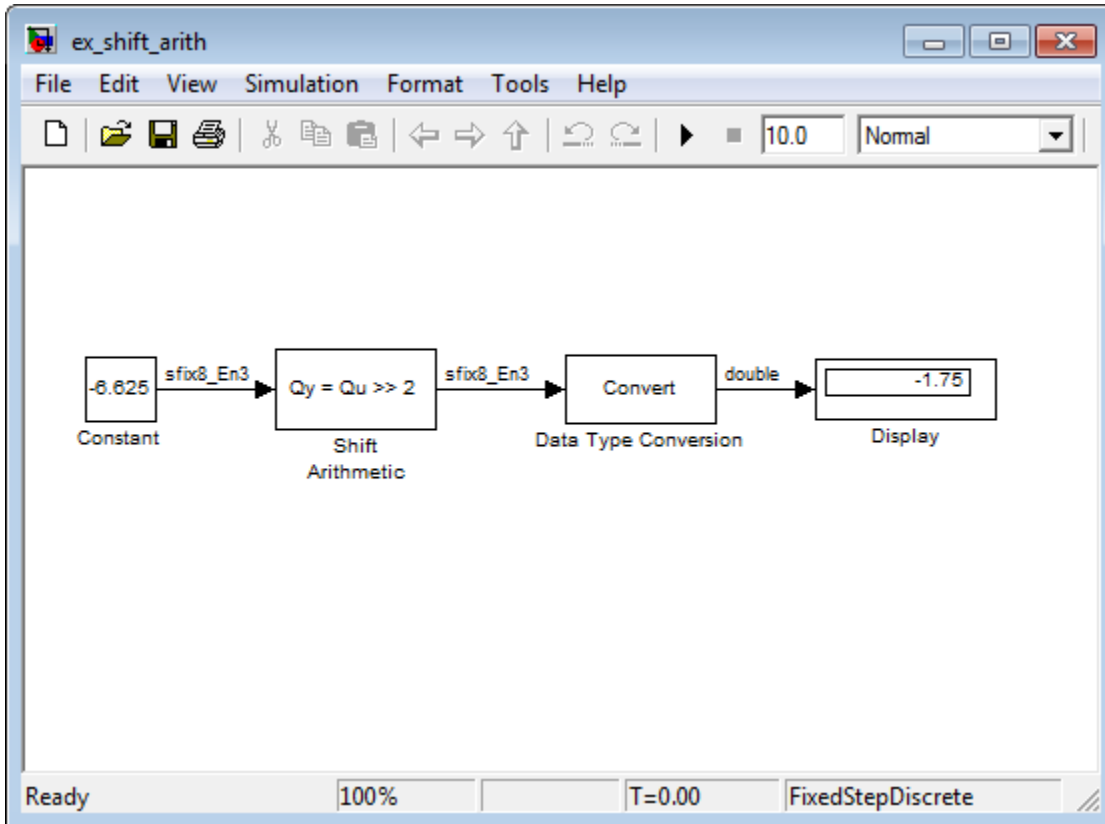 ex_shift_arith
File Edit View Simulation Format Tools Help
10.0 Normal
-6.625 sfix8_En3 Qy = Qu >> 2 sfix8_En3 Convert double -1.75
Constant Shift Data Type Conversion Display
Arithmetic
Ready 100% T=0.00 FixedStepDiscrete